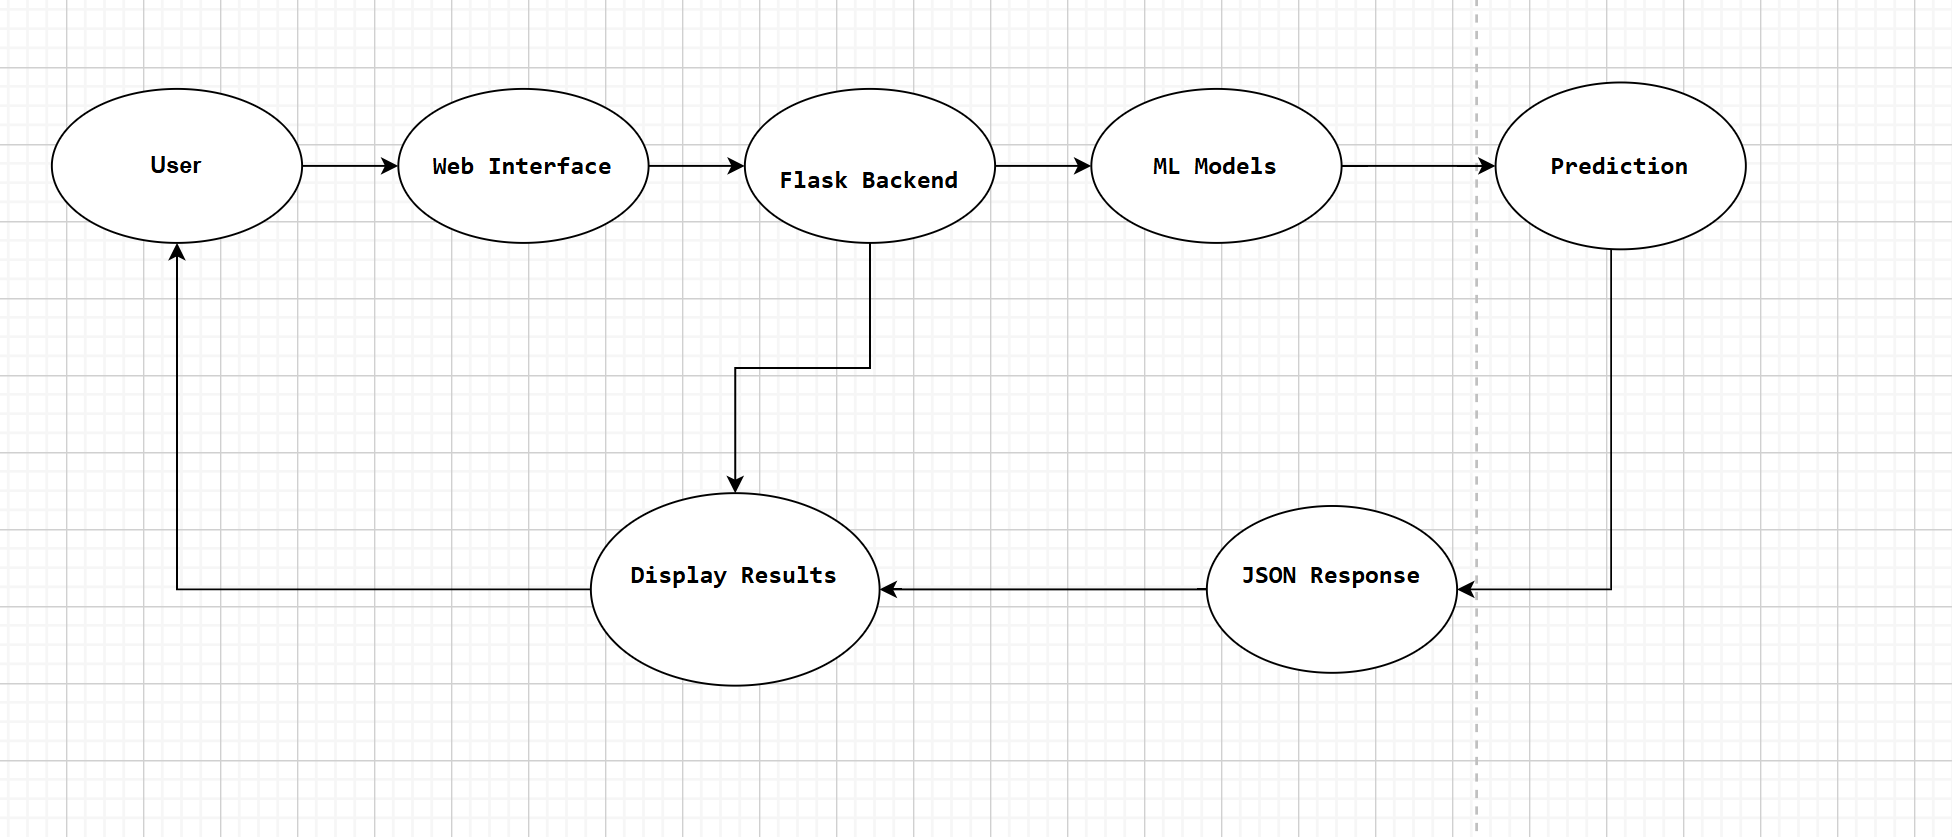 User
Web Interface
Flask Backend
ML Models
Prediction
Display Results
JSON Response